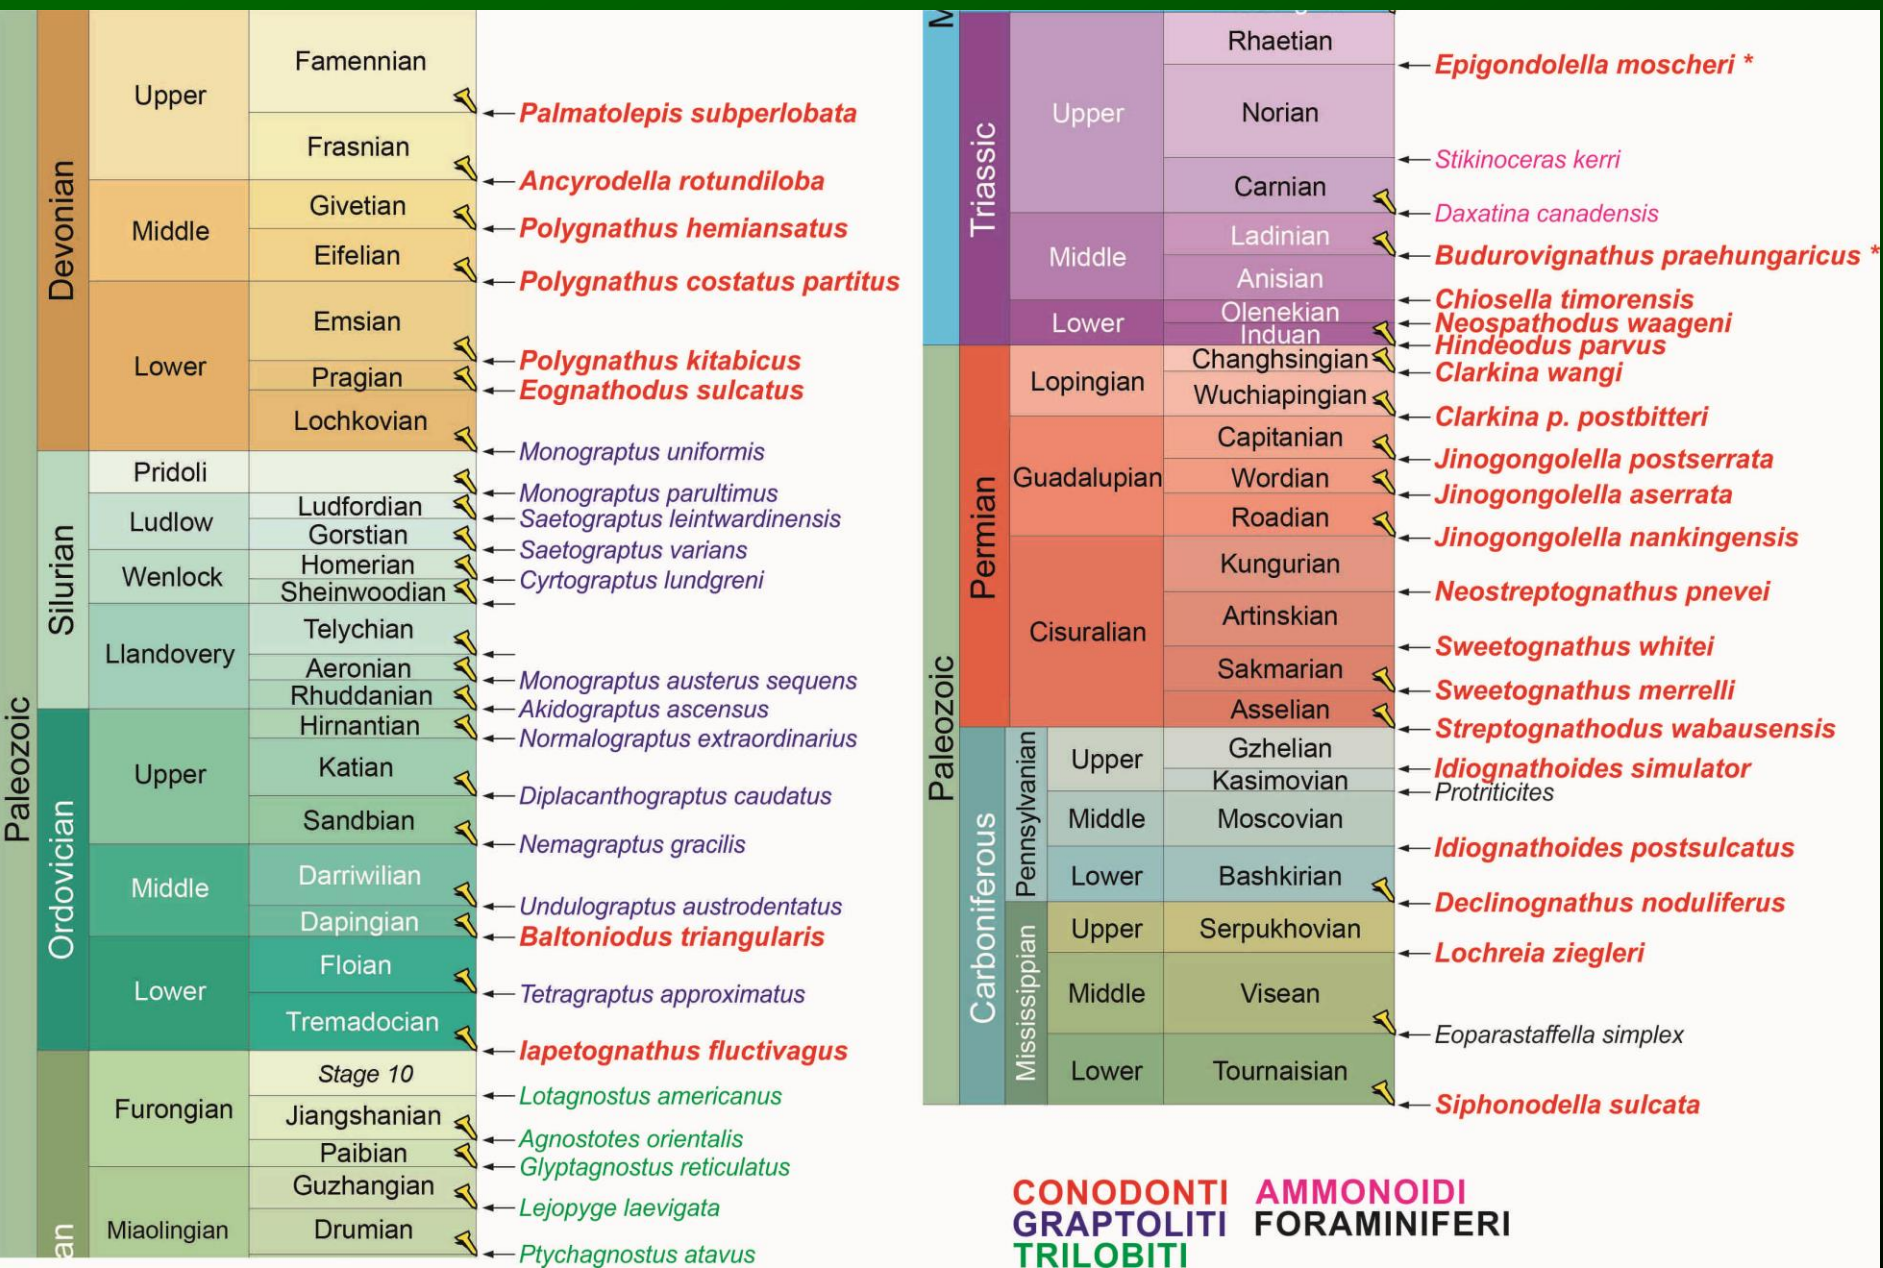 Paleozoic
Devonian
Upper
Famennian
Palmatolepis subperlobata
Frasnian
Ancyrodella rotundiloba
Middle
Givetian
Polygnathus hemiansatus
Eifelian
Polygnathus costatus partitus
Lower
Emsian
Polygnathus kitabicus
Pragian
Eognathodus sulcatus
Lochkovian
Monograptus uniformis
Silurian
Pridoli
Monograptus parultimus
Ludlow
Ludfordian
Saetograptus leintwardinensis
Gorstian
Saetograptus varians
Wenlock
Homerian
Cyrtograptus lundgreni
Sheinwoodian
Llandovery
Telychian
Aeronian
Monograptus austerus sequens
Rhuddanian
Akidograptus ascensus
Ordovician
Upper
Hirnantian
Normalograptus extraordinarius
Katian
Diplacanthograptus caudatus
Sandbian
Nemagraptus gracilis
Middle
Darriwilian
Undulograptus austrodentatus
Dapingian
Baltoniodus triangularis
Lower
Floian
Tetragraptus approximatus
Tremadocian
Iapetognathus fluctivagus
an
Furongian
Stage 10
Lotagnostus americanus
Jiangshanian
Agnostotes orientalis
Paibian
Glyptagnostus reticulatus
Miaolingian
Guzhangian
Lejopyge laevigata
Drumian
Ptychagnostus atavus
M
Triassic
Upper
Rhaetian
Epigondolella moscheri *
Norian
Stikinoceras kerri
Carnian
Daxatina canadensis
Middle
Ladinian
Budurovignathus praehungaricus *
Anisian
Chiosella timorensis
Lower
Olenekian
Neospathodus waageni
Induan
Hindeodus parvus
Paleozoic
Permian
Lopingian
Changhsingian
Clarkina wangi
Wuchiapingian
Clarkina p. postbitteri
Guadalupian
Capitanian
Jinogongolella postserrata
Wordian
Jinogongolella aserrata
Roadian
Jinogongolella nankingensis
Cisuralian
Kungurian
Neostreptognathus pnevei
Artinskian
Sweetognathus whitei
Sakmarian
Sweetognathus merrelli
Asselian
Streptognathodus wabausensis
Carboniferous
Pennsylvanian
Upper
Gzhelian
Idiognathoides simulator
Kasimovian
Protriticites
Middle
Moscovian
Idiognathoides postsulcatus
Lower
Bashkirian
Declinognathus noduliferus
Mississippian
Upper
Serpukhovian
Lochreia ziegleri
Middle
Visean
Eoparastaffella simplex
Lower
Tournaisian
Siphonodella sulcata
CONODONTI AMMONOIDI
GRAPTOLITI FORAMINIFERI
TRILOBITI